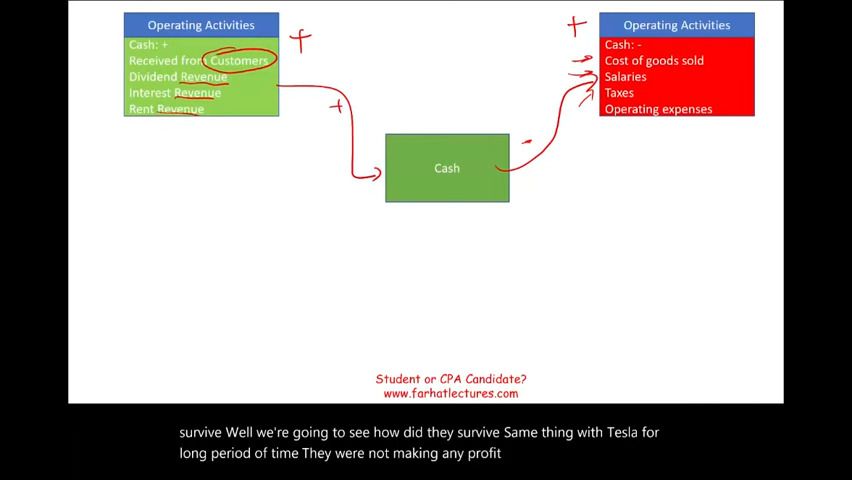 Operating Activities
Cash: +
Received from Customers
Dividend Revenue
Interest Revenue
Rent Revenue
+
+
Cash
-
+
Operating Activities
Cash: -
Cost of goods sold
Salaries
Taxes
Operating expenses
Student or CPA Candidate?
www.farhatlectures.com
survive Well we're going to see how did they survive Same thing with Tesla for
long period of time They were not making any profit